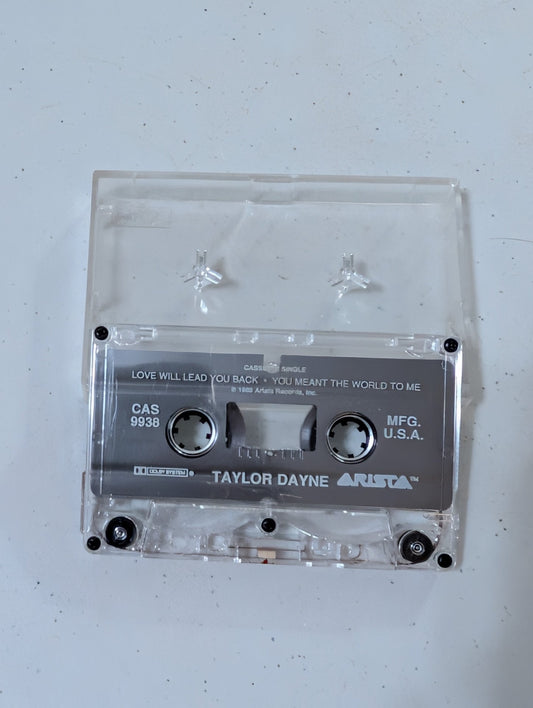 CASSETTE SINGLE
LOVE WILL LEAD YOU BACK • YOU MEANT THE WORLD TO ME
℗ 1989 Arista Records, Inc.
CAS
9938
MFG.
U.S.A.
DOLBY SYSTEM ®
TAYLOR DAYNE ARISTA™